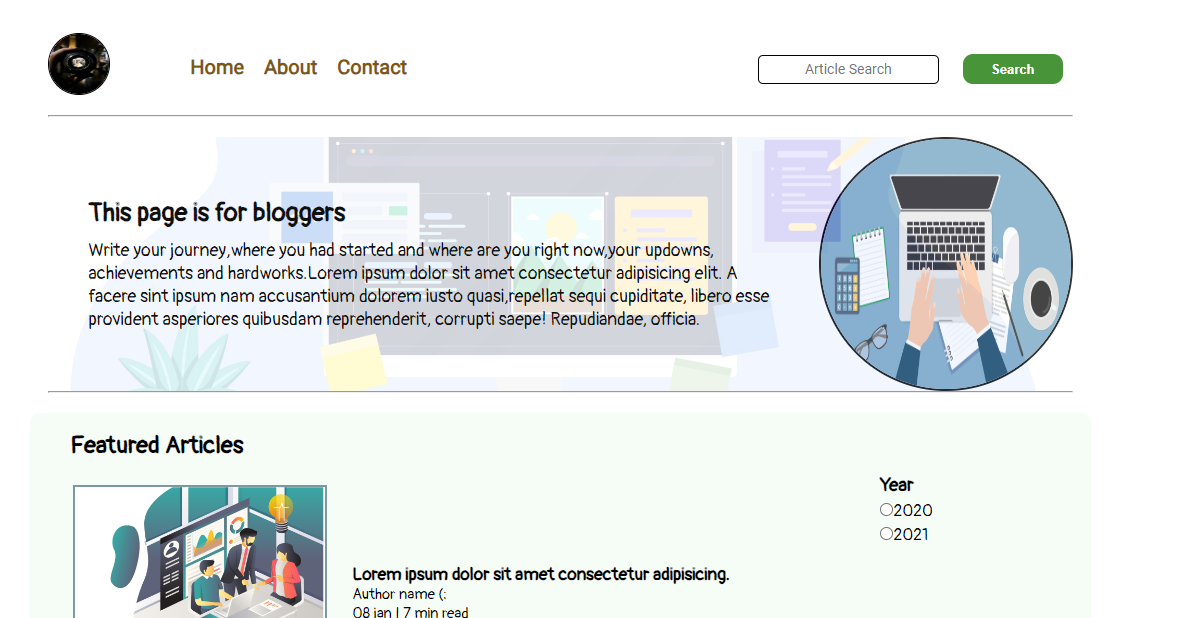 Home About Contact Article Search Search
This page is for bloggers
Write your journey,where you had started and where are you right now,your updowns,
achievements and hardworks.Lorem ipsum dolor sit amet consectetur adipisicing elit. A
facere sint ipsum nam accusantium dolorem iusto quasi,repellat sequi cupiditate, libero esse
provident asperiores quibusdam reprehenderit, corrupti saepe! Repudiandae, officia.
Featured Articles
Year
2020
2021
Lorem ipsum dolor sit amet consectetur adipisicing.
Author name (:
08 jan | 7 min read